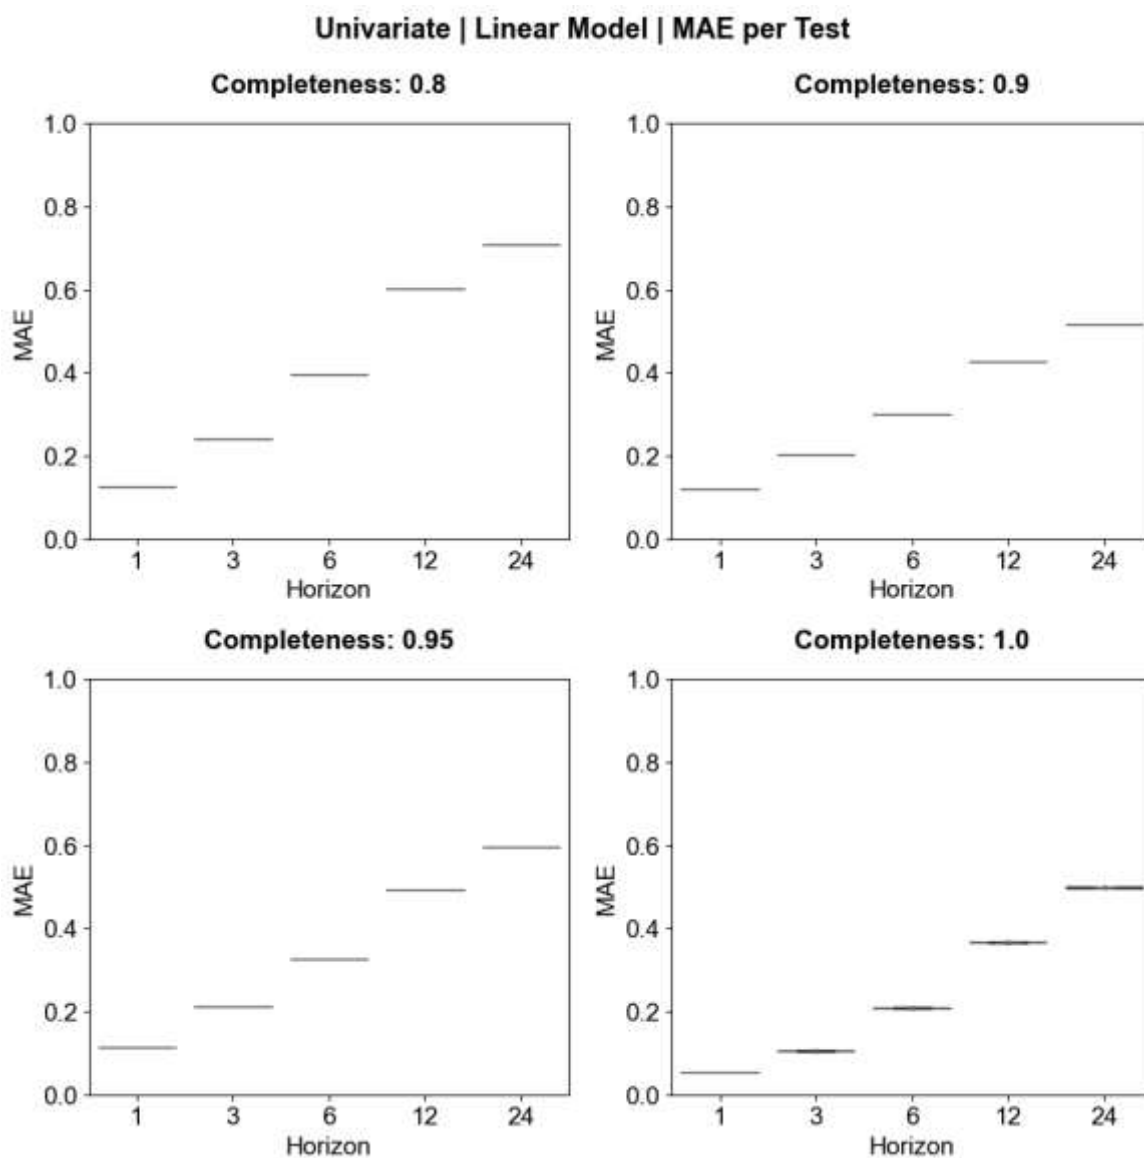 Univariate | Linear Model | MAE per Test
Completeness: 0.8
1.0
0.8
0.6
0.4
0.2
0.0
MAE
1 3 6 12 24
Horizon
Completeness: 0.9
1.0
0.8
0.6
0.4
0.2
0.0
MAE
1 3 6 12 24
Horizon
Completeness: 0.95
1.0
0.8
0.6
0.4
0.2
0.0
MAE
1 3 6 12 24
Horizon
Completeness: 1.0
1.0
0.8
0.6
0.4
0.2
0.0
MAE
1 3 6 12 24
Horizon